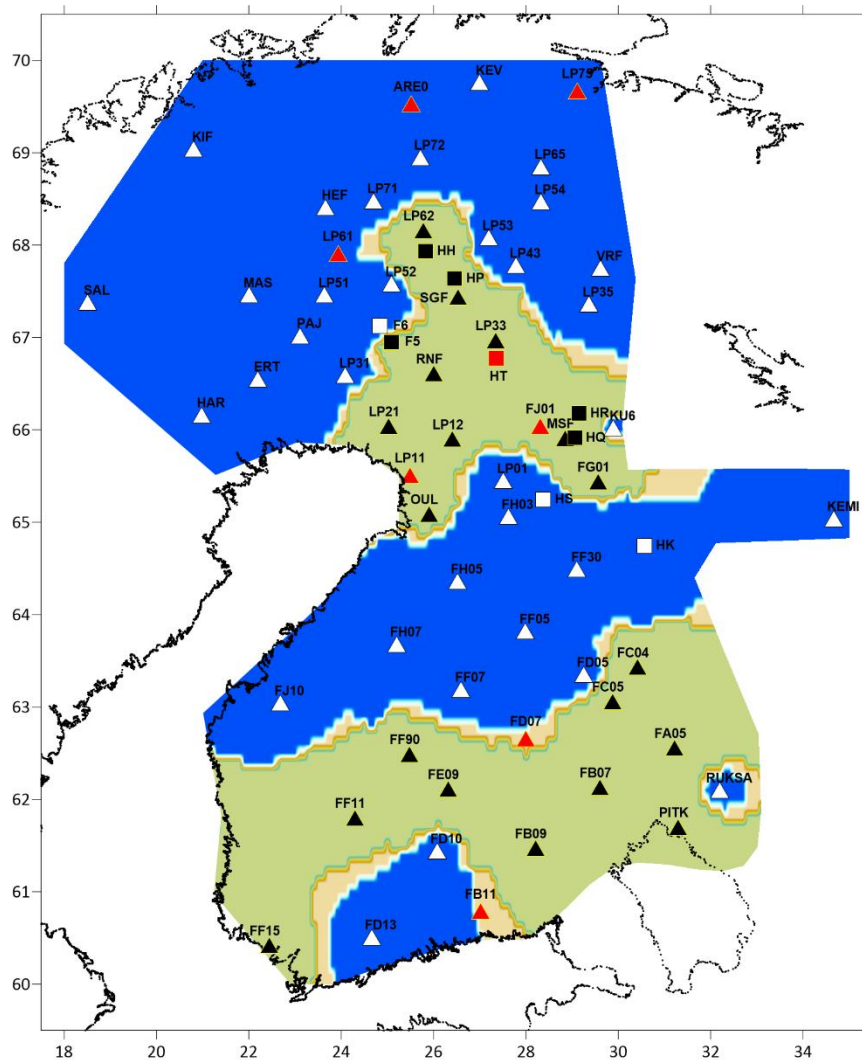 70
KEV
LP75
ARE0
69
KIF
LP72
LP65
HEF
LP71
LP54
68
LP61
LP62
HH
LP53
LP43
VRF
SAL
MAS
LP51
LP52
HP
SGF
LP35
67
PAJ
F6
F5
LP33
ERT
LP31
RNF
HT
66
HAR
LP21
LP12
FJ01
MSF
HR
HQ
KU6
LP11
LP01
FG01
65
OUL
FH03
HS
KEMI
FH05
FF30
HK
64
FH07
FF05
FC04
63
FJ10
FF07
FD05
FC05
FD07
FF90
FA05
62
FE09
FB07
RUKSA
FF11
PITK
FD10
FB09
61
FB11
FF15
FD13
60
18 20 22 24 26 28 30 32 34